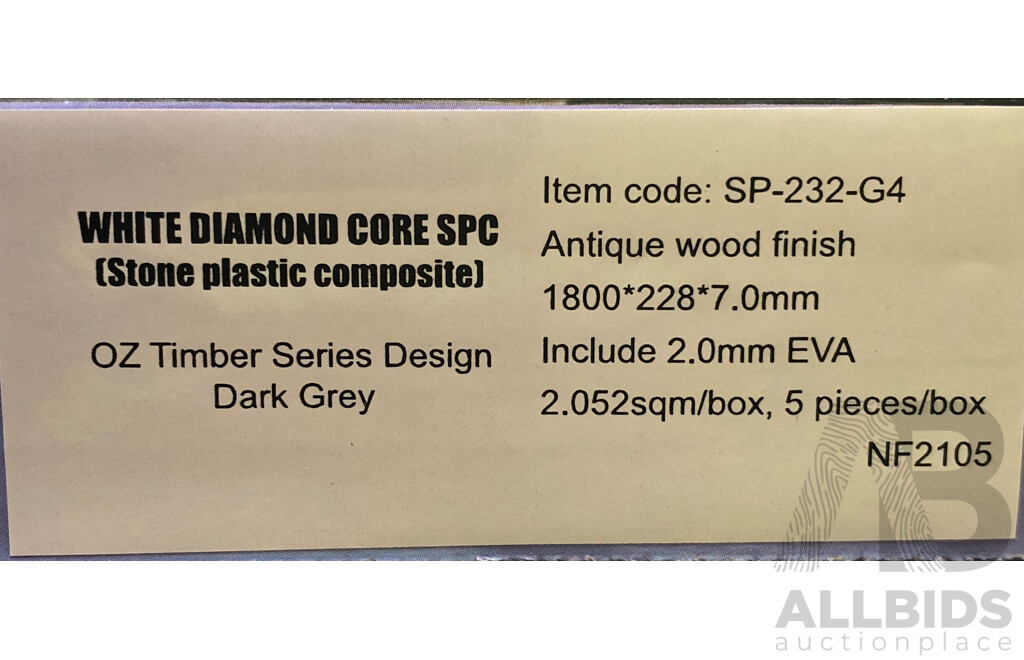 WHITE DIAMOND CORE SPC
(Stone plastic composite)
OZ Timber Series Design
Dark Grey
Item code: SP-232-G4
Antique wood finish
1800*228*7.0mm
Include 2.0mm EVA
2.052sqm/box, 5 pieces/box
NF2105
AB
ALLBIDS
auctionplace